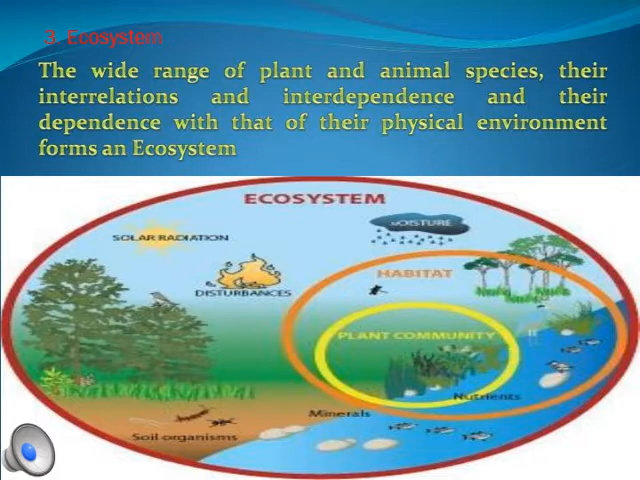 3. Ecosystem
The wide range of plant and animal species, their
interrelations and interdependence and their
dependence with that of their physical environment
forms an Ecosystem
ECOSYSTEM
MOISTURE
SOLAR RADIATION
HABITAT
DISTURBANCES
PLANT COMMUNITY
Nutrients
Minerals
Soil organisms